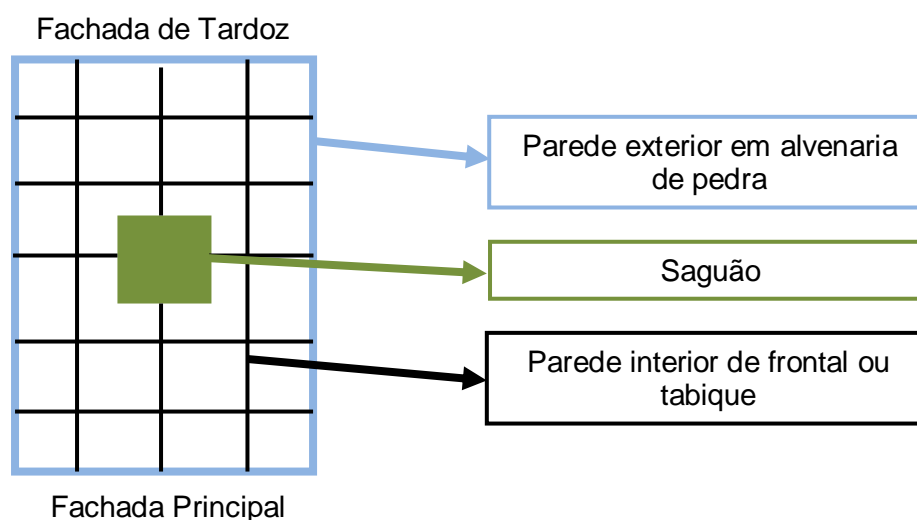 Fachada de Tardoz
Parede exterior em alvenaria
de pedra
Saguão
Parede interior de frontal ou
tabique
Fachada Principal